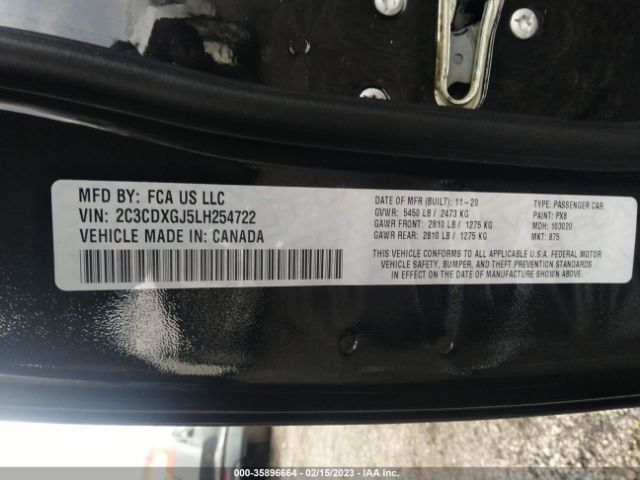 MFD BY: FCA US LLC
VIN: 2C3CDXGJ5LH254722
VEHICLE MADE IN: CANADA
DATE OF MFR (BUILT): 11-20
GVWR: 5450 LB / 2473 KG
GAWR FRONT: 2810 LB / 1275 KG
GAWR REAR: 2810 LB / 1275 KG
TYPE: PASSENGER CAR
PAINT: PX8
MDH: 103020
MKT: 875
THIS VEHICLE CONFORMS TO ALL APPLICABLE U.S.A. FEDERAL MOTOR
VEHICLE SAFETY, BUMPER, AND THEFT PREVENTION STANDARDS
IN EFFECT ON THE DATE OF MANUFACTURE SHOWN ABOVE.
000-35896664 - 02/15/2023 - IAA Inc.